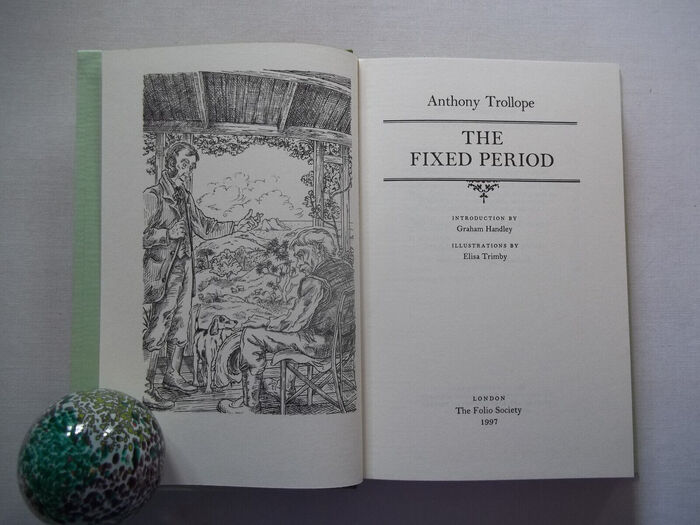 Anthony Trollope
THE
FIXED PERIOD
INTRODUCTION BY
Graham Handley
ILLUSTRATIONS BY
Elisa Trimby
LONDON
The Folio Society
1997